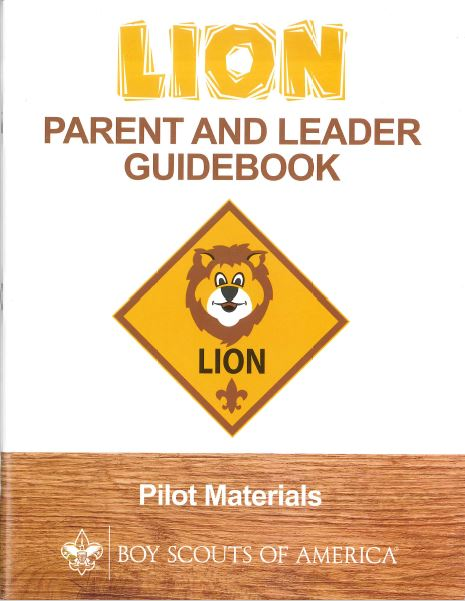 LION
PARENT AND LEADER
GUIDEBOOK
LION
Pilot Materials
BOY SCOUTS OF AMERICA®